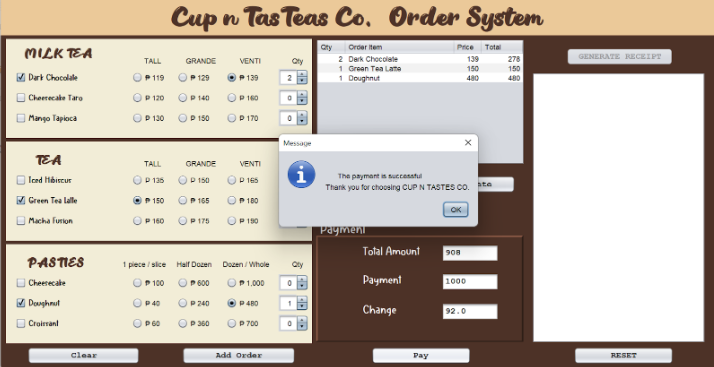 Cup n TasTeas Co. Order System
MILK TEA
TALL GRANDE VENTI Qty
Dark Chocolate ₱ 119 ₱ 129 ₱ 139 2
Cheerecake Taro ₱ 120 ₱ 140 ₱ 160 0
Mango Tapioca ₱ 130 ₱ 150 ₱ 170 0
TEA
TALL GRANDE VENTI
Iced Hibiscus ₱ 135 ₱ 150 ₱ 165
Green Tea Latte ₱ 150 ₱ 165 ₱ 180
Macha Fusion ₱ 160 ₱ 175 ₱ 190
PASTIES
1 piece / slice Half Dozen Dozen / Whole Qty
Cheerecake ₱ 100 ₱ 600 ₱ 1,000 0
Doughnut ₱ 40 ₱ 240 ₱ 480 1
Croissant ₱ 60 ₱ 360 ₱ 700 0
Clear Add Order
Qty Order Item Price Total
2 Dark Chocolate 139 278
1 Green Tea Latte 150 150
1 Doughnut 480 480
Message
The payment is successful
Thank you for choosing CUP N TASTES CO.
OK
Payment
Total Amount 908
Payment 1000
Change 92.0
Pay
GENERATE RECEIPT
RESET